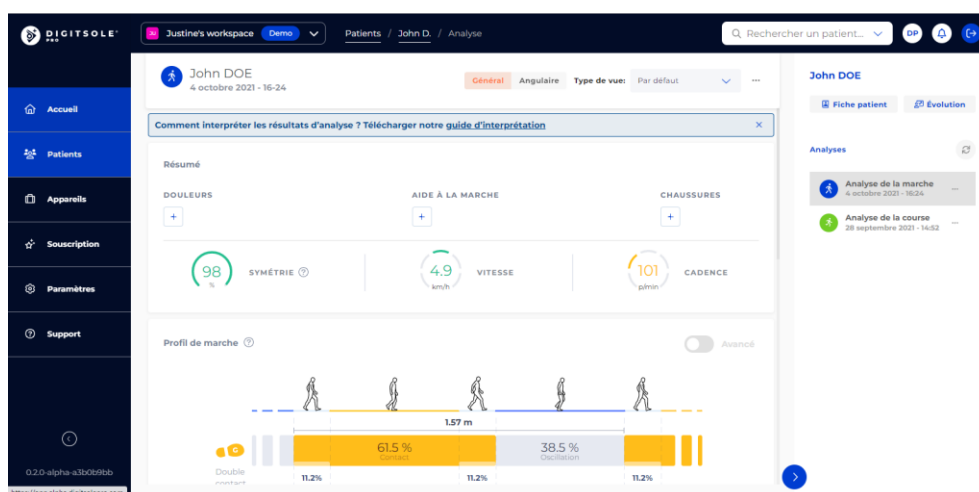 DIGITSOLE
PRO
JU Justine's workspace Demo
Patients / John D. / Analyse
Rechercher un patient...
DP
Accueil
Patients
Appareils
Souscription
Paramètres
Support
0.2.0-alpha-a3b0b9bb
John DOE
4 octobre 2021 - 16-24
Général Angulaire Type de vue: Par défaut
Comment interpréter les résultats d'analyse ? Télécharger notre guide d'interprétation
Résumé
DOULEURS AIDE À LA MARCHE CHAUSSURES
+ + +
98 % SYMÉTRIE ?
4.9 km/h VITESSE
101 p/min CADENCE
Profil de marche ?
Avancé
1.57 m
G
61.5 % 38.5 %
Contact Oscillation
Double
contact
11.2% 11.2% 11.2%
John DOE
Fiche patient Évolution
Analyses
Analyse de la marche
4 octobre 2021 - 16:24
Analyse de la course
28 septembre 2021 - 14:52